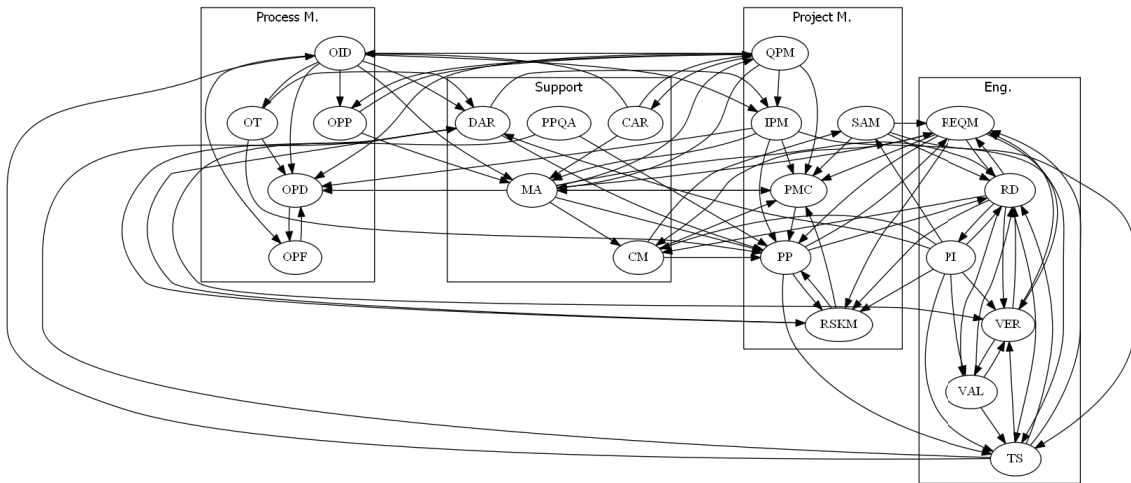 Process M.
Project M.
OID
QPM
Support
Eng.
OT
OPP
DAR
PPQA
CAR
IPM
SAM
REQM
OPD
MA
PMC
RD
OPF
CM
PP
PI
RSKM
VER
VAL
TS